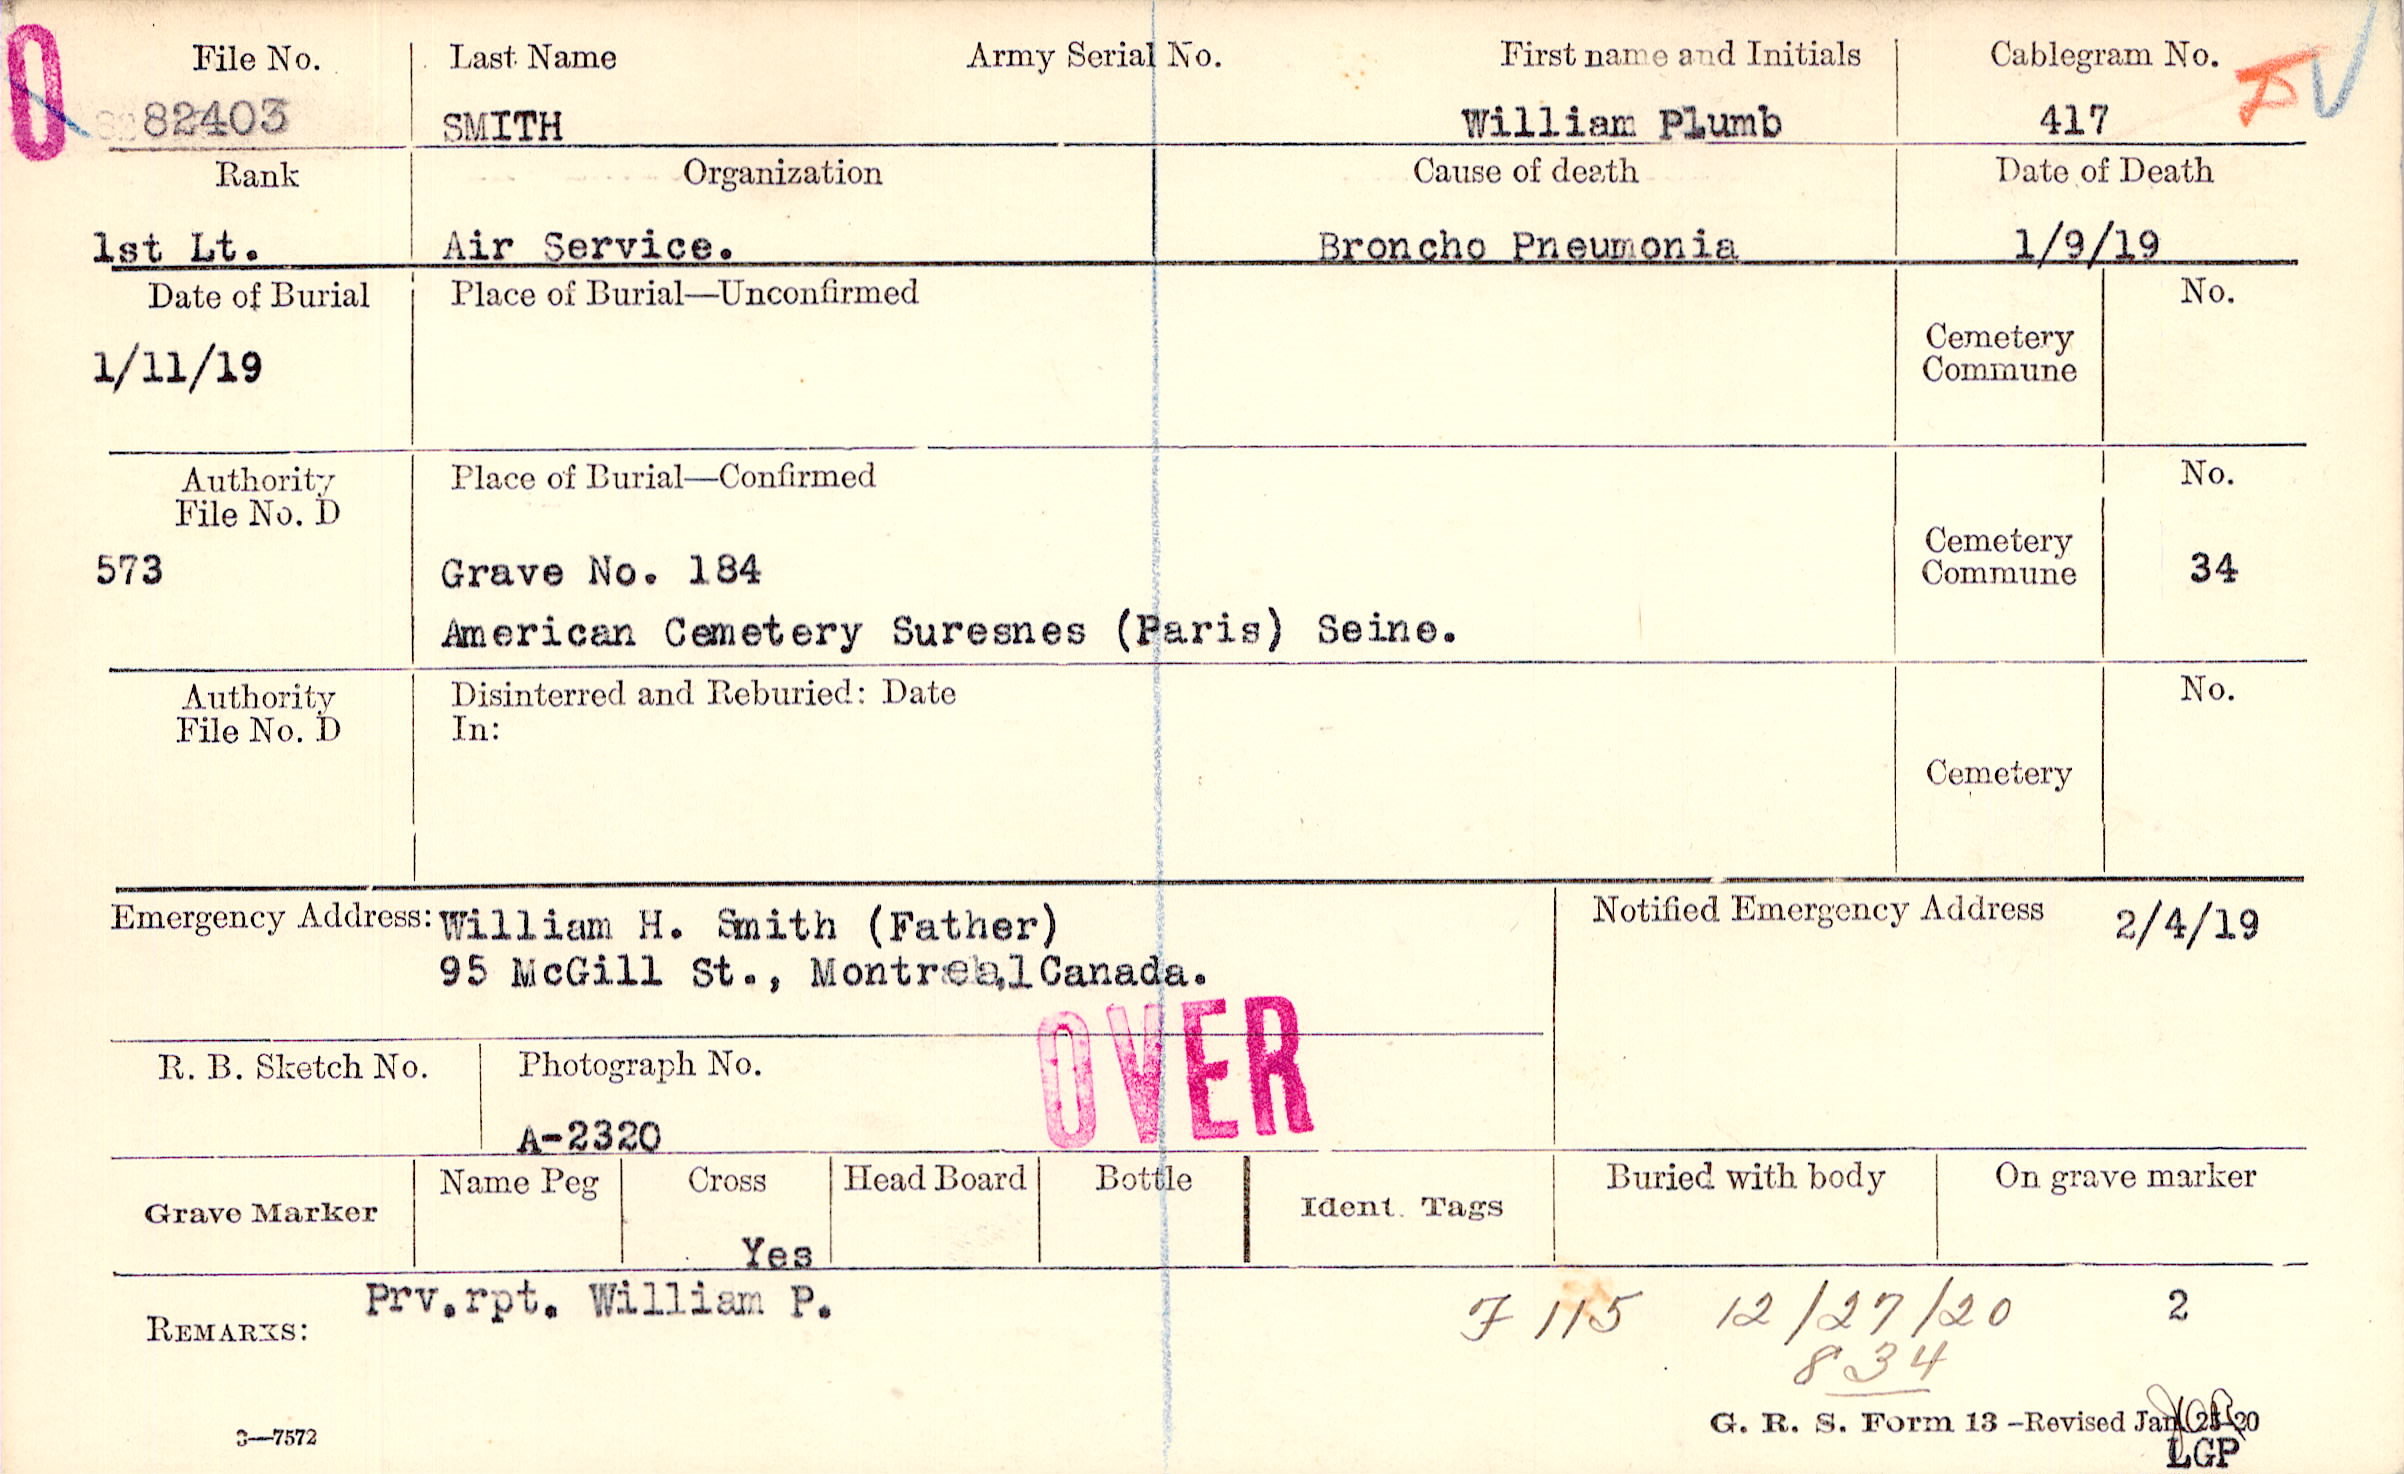 File No. Last Name Army Serial No. First name and Initials Cablegram No.
82403 SMITH William Plumb 417
Rank Organization Cause of death Date of Death
1st Lt. Air Service. Broncho Pneumonia 1/9/19
Date of Burial Place of Burial—Unconfirmed No.
Cemetery
Commune
1/11/19
Authority Place of Burial—Confirmed No.
File No. D
Cemetery
573 Grave No. 184 Commune 34
American Cemetery Suresnes (Paris) Seine.
Authority Disinterred and Reburied: Date No.
File No. D In:
Cemetery
Emergency Address: William H. Smith (Father) Notified Emergency Address 2/4/19
95 McGill St., Montreal, Canada.
OVER
R. B. Sketch No. Photograph No.
A-2320
Name Peg Cross Head Board Bottle Buried with body On grave marker
Grave Marker Ident. Tags
Yes
Prv.rpt. William P. F 115 12/27/20 2
REMARKS:
834
G. R. S. Form 13 -Revised Jan 23-20
3—7572
LGP